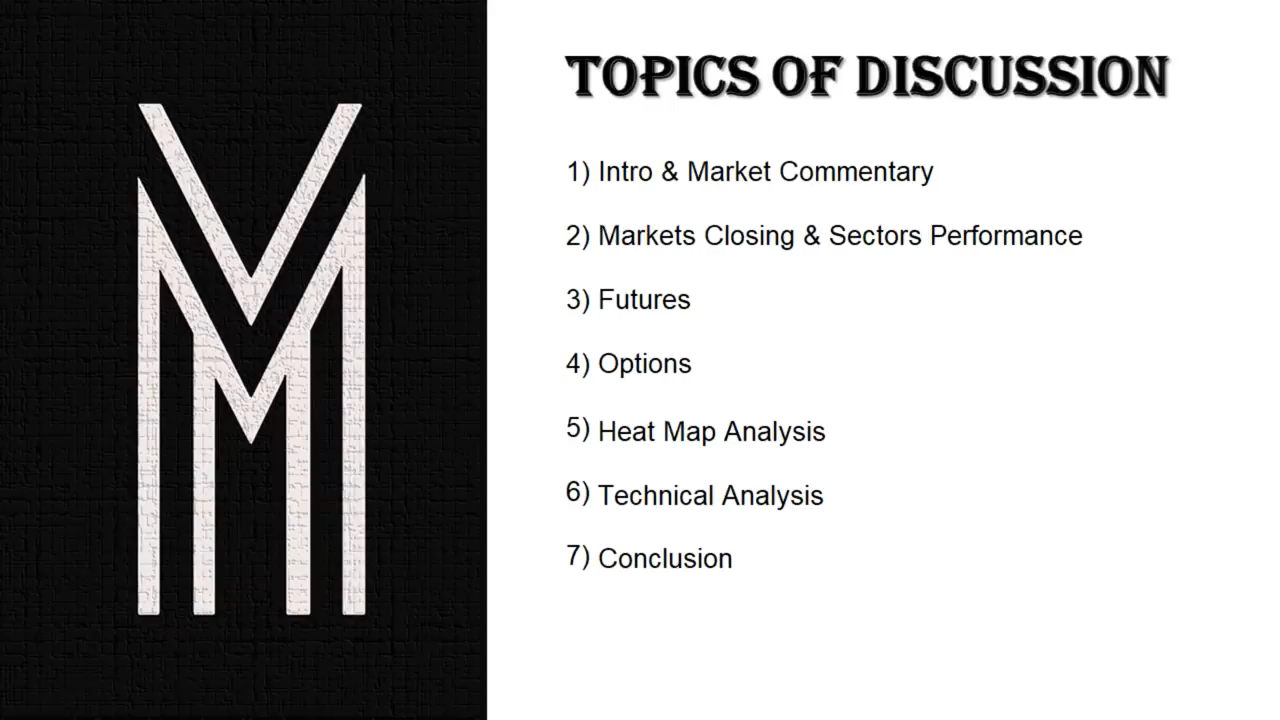 TOPICS OF DISCUSSION
1) Intro & Market Commentary
2) Markets Closing & Sectors Performance
3) Futures
4) Options
5) Heat Map Analysis
6) Technical Analysis
7) Conclusion